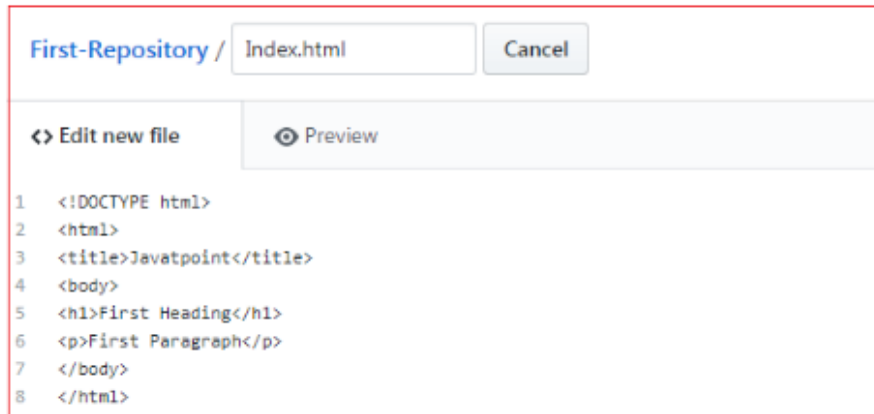 First-Repository / Index.html Cancel
<> Edit new file Preview
1 <!DOCTYPE html>
2 <html>
3 <title>Javatpoint</title>
4 <body>
5 <h1>First Heading</h1>
6 <p>First Paragraph</p>
7 </body>
8 </html>